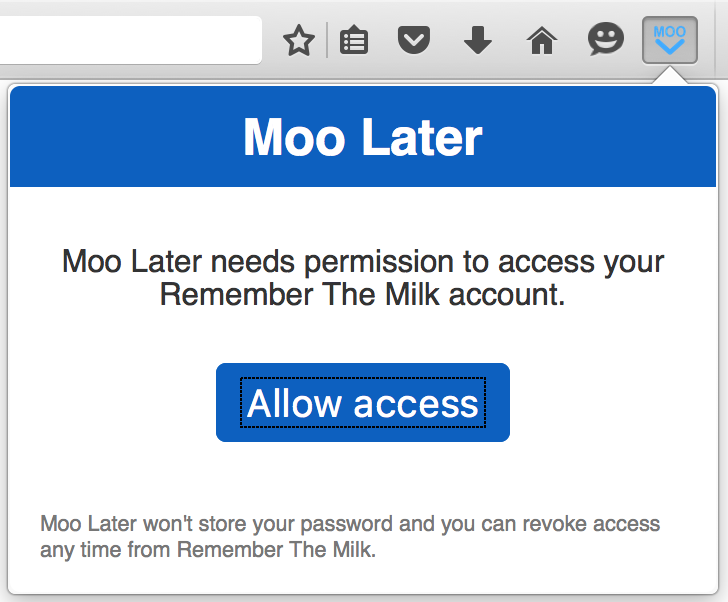 MOO
Moo Later
Moo Later needs permission to access your
Remember The Milk account.
Allow access
Moo Later won't store your password and you can revoke access
any time from Remember The Milk.